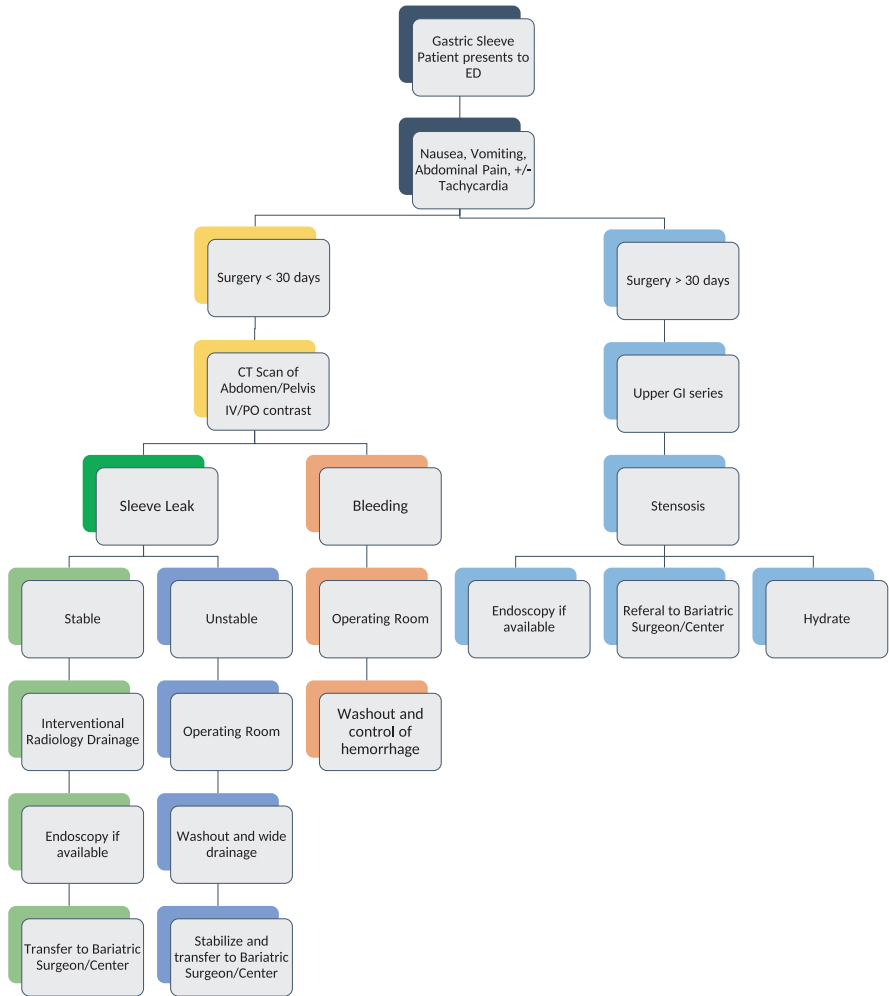 Gastric Sleeve
Patient presents to
ED
Nausea, Vomiting,
Abdominal Pain, +/-
Tachycardia
Surgery < 30 days
Surgery > 30 days
CT Scan of
Abdomen/Pelvis
IV/PO contrast
Upper GI series
Sleeve Leak
Bleeding
Stensosis
Stable
Unstable
Operating Room
Endoscopy if
available
Referal to Bariatric
Surgeon/Center
Hydrate
Interventional
Radiology Drainage
Operating Room
Washout and
control of
hemorrhage
Endoscopy if
available
Washout and wide
drainage
Transfer to Bariatric
Surgeon/Center
Stabilize and
transfer to Bariatric
Surgeon/Center